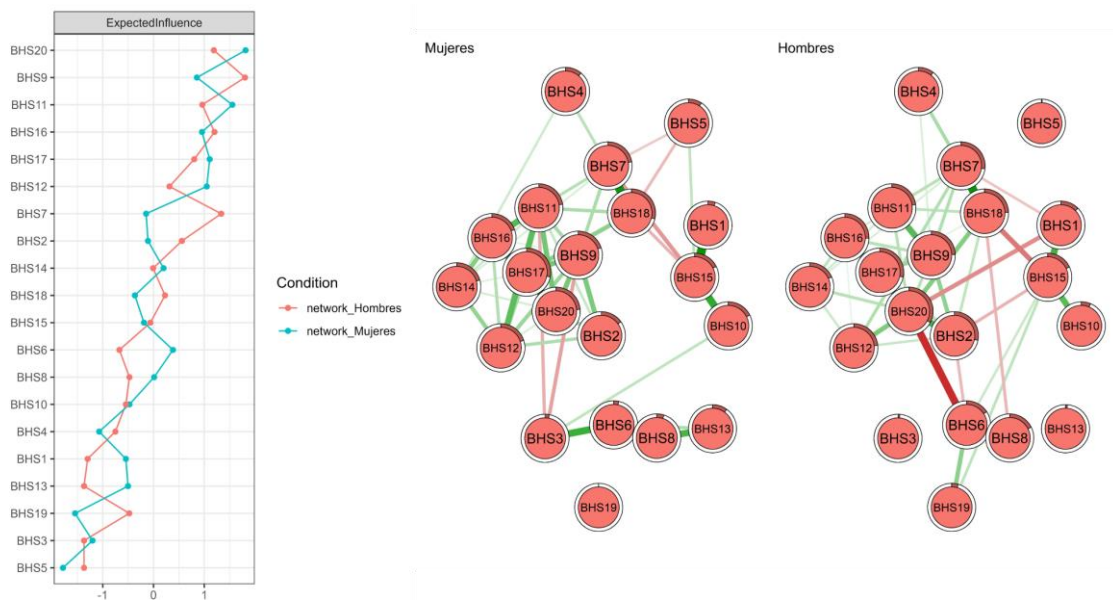 ExpectedInfluence
BHS20
BHS9
BHS11
BHS16
BHS17
BHS12
BHS7
BHS2
BHS14
BHS18
BHS15
BHS6
BHS8
BHS10
BHS4
BHS1
BHS13
BHS19
BHS3
BHS5
-1 0 1
Condition
network_Hombres
network_Mujeres
Mujeres
BHS4
BHS5
BHS7
BHS11
BHS18
BHS1
BHS16
BHS9
BHS17
BHS15
BHS14
BHS20
BHS10
BHS12
BHS2
BHS3
BHS6
BHS8
BHS13
BHS19
Hombres
BHS4
BHS5
BHS7
BHS11
BHS18
BHS1
BHS16
BHS9
BHS17
BHS15
BHS14
BHS20
BHS10
BHS12
BHS2
BHS3
BHS6
BHS8
BHS13
BHS19